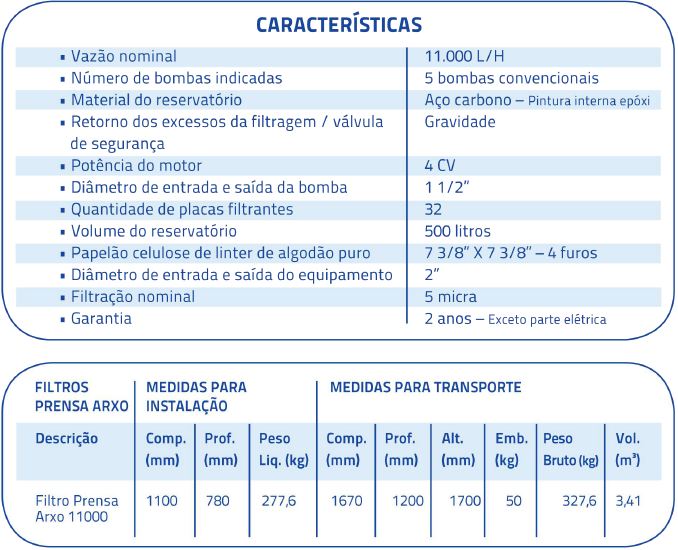 CARACTERÍSTICAS
▪ Vazão nominal 11.000 L/H
▪ Número de bombas indicadas 5 bombas convencionais
▪ Material do reservatório Aço carbono – Pintura interna epóxi
▪ Retorno dos excessos da filtragem / válvula Gravidade
de segurança
▪ Potência do motor 4 CV
▪ Diâmetro de entrada e saída da bomba 1 1/2”
▪ Quantidade de placas filtrantes 32
▪ Volume do reservatório 500 litros
▪ Papelão celulose de linter de algodão puro 7 3/8” X 7 3/8” – 4 furos
▪ Diâmetro de entrada e saída do equipamento 2”
▪ Filtração nominal 5 micra
▪ Garantia 2 anos – Exceto parte elétrica
FILTROS MEDIDAS PARA MEDIDAS PARA TRANSPORTE
PRENSA ARXO INSTALAÇÃO
Descrição Comp. Prof. Peso Comp. Prof. Alt. Emb. Peso Vol.
(mm) (mm) Liq. (kg) (mm) (mm) (mm) (kg) Bruto (kg) (m³)
Filtro Prensa 1100 780 277,6 1670 1200 1700 50 327,6 3,41
Arxo 11000